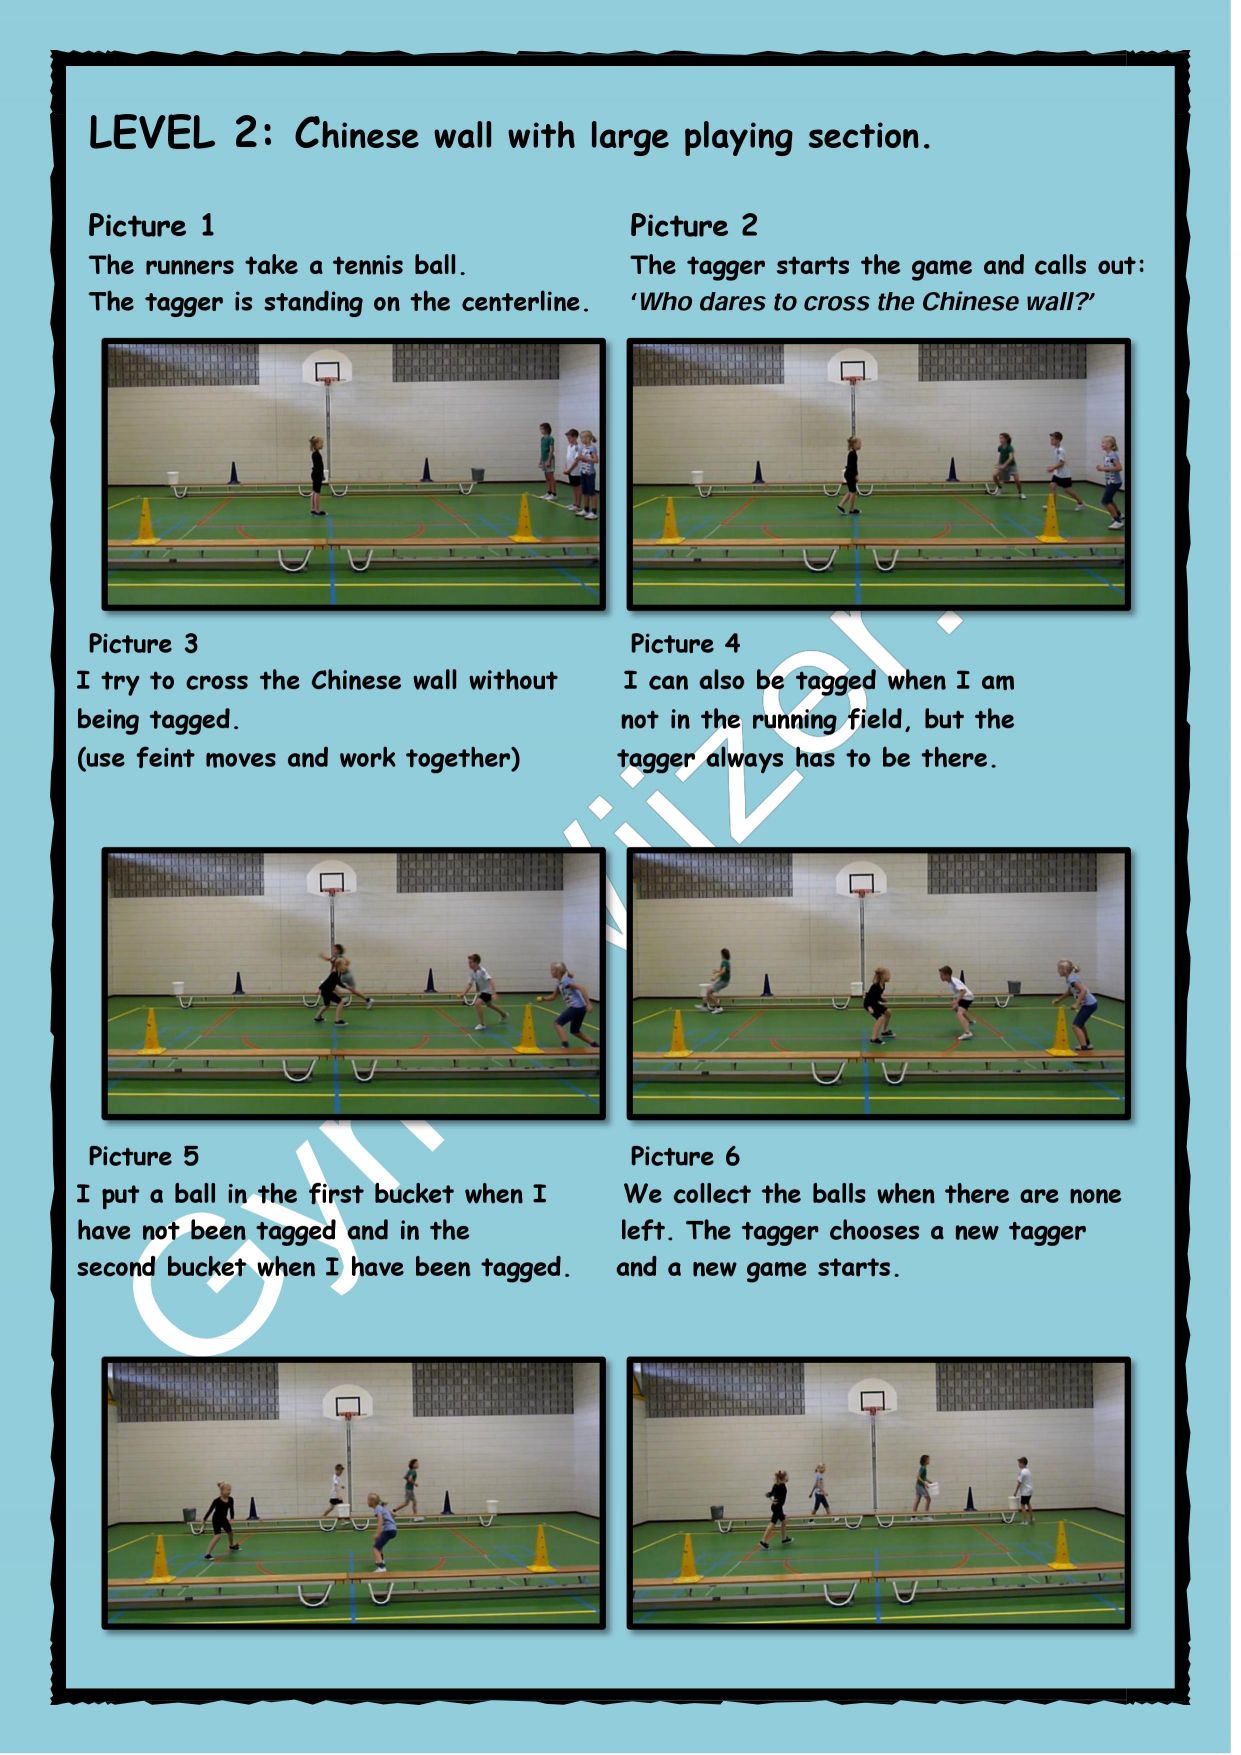 LEVEL 2: Chinese wall with large playing section.
Picture 1
The runners take a tennis ball.
The tagger is standing on the centerline.
Picture 2
The tagger starts the game and calls out:
‘Who dares to cross the Chinese wall?’
Picture 3
I try to cross the Chinese wall without
being tagged.
(use feint moves and work together)
Picture 4
I can also be tagged when I am
not in the running field, but the
tagger always has to be there.
Picture 5
I put a ball in the first bucket when I
have not been tagged and in the
second bucket when I have been tagged.
Picture 6
We collect the balls when there are none
left. The tagger chooses a new tagger
and a new game starts.